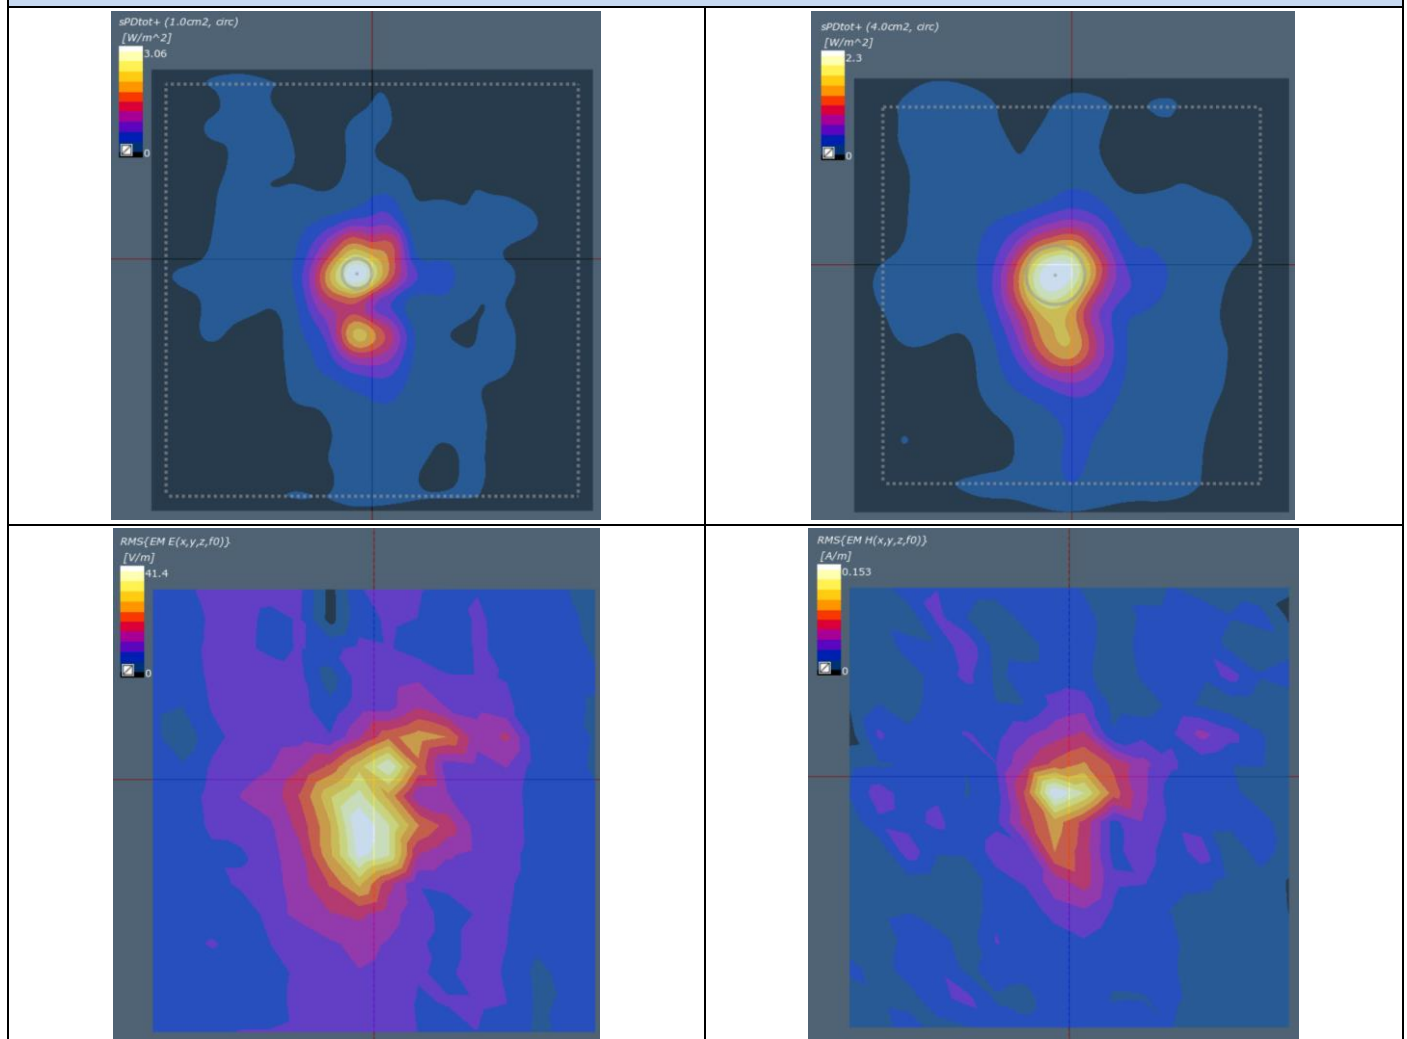 sPDtot+ (1.0cm2, circ)
[W/m^2]
3.06
0
sPDtot+ (4.0cm2, circ)
[W/m^2]
2.3
0
RMS{EM E(x,y,z,f0)}
[V/m]
41.4
0
RMS{EM H(x,y,z,f0)}
[A/m]
0.153
0